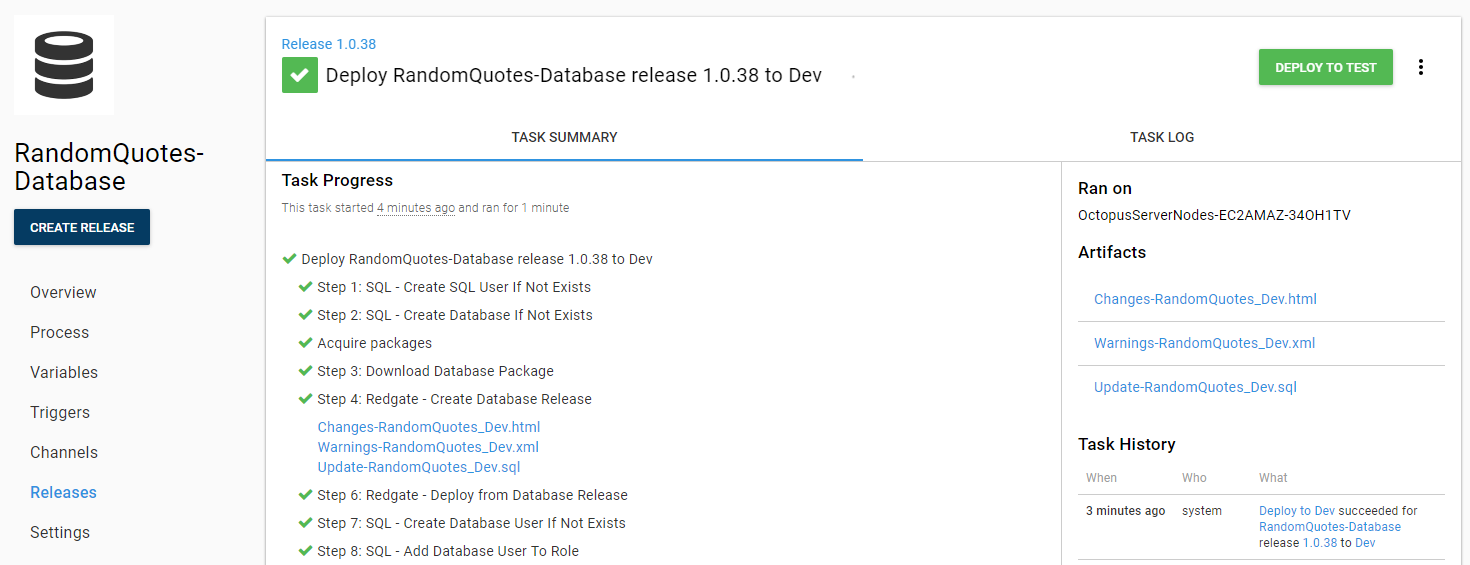 RandomQuotes-
Database
CREATE RELEASE
Overview
Process
Variables
Triggers
Channels
Releases
Settings
Release 1.0.38
Deploy RandomQuotes-Database release 1.0.38 to Dev
DEPLOY TO TEST
TASK SUMMARY
TASK LOG
Task Progress
This task started 4 minutes ago and ran for 1 minute
Deploy RandomQuotes-Database release 1.0.38 to Dev
Step 1: SQL - Create SQL User If Not Exists
Step 2: SQL - Create Database If Not Exists
Acquire packages
Step 3: Download Database Package
Step 4: Redgate - Create Database Release
Changes-RandomQuotes_Dev.html
Warnings-RandomQuotes_Dev.xml
Update-RandomQuotes_Dev.sql
Step 6: Redgate - Deploy from Database Release
Step 7: SQL - Create Database User If Not Exists
Step 8: SQL - Add Database User To Role
Ran on
OctopusServerNodes-EC2AMAZ-34OH1TV
Artifacts
Changes-RandomQuotes_Dev.html
Warnings-RandomQuotes_Dev.xml
Update-RandomQuotes_Dev.sql
Task History
When Who What
3 minutes ago system Deploy to Dev succeeded for
RandomQuotes-Database
release 1.0.38 to Dev